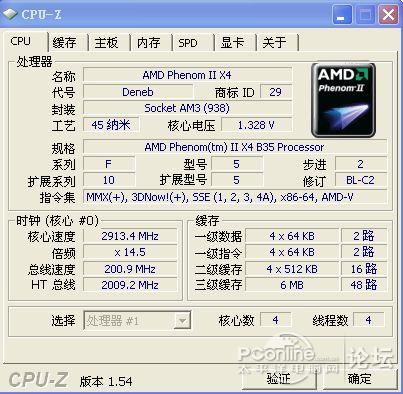 CPU-Z
CPU 缓存 主板 内存 SPD 显卡 关于
处理器
名称 AMD Phenom II X4
代号 Deneb 商标 ID 29
封装 Socket AM3 (938)
工艺 45 纳米 核心电压 1.328 V
AMD Phenom II
规格 AMD Phenom(tm) II X4 B35 Processor
系列 F 型号 5 步进 2
扩展系列 10 扩展型号 5 修订 BL-C2
指令集 MMX(+), 3DNow!(+), SSE (1, 2, 3, 4A), x86-64, AMD-V
时钟 (核心 #0) 缓存
核心速度 2913.4 MHz 一级数据 4 x 64 KB 2 路
倍频 x 14.5 一级指令 4 x 64 KB 2 路
总线速度 200.9 MHz 二级缓存 4 x 512 KB 16 路
HT 总线 2009.2 MHz 三级缓存 6 MB 48 路
选择 处理器 #1 核心数 4 线程数 4
PConline 论坛
太平洋电脑网
CPU-Z 版本 1.54 验证 确定